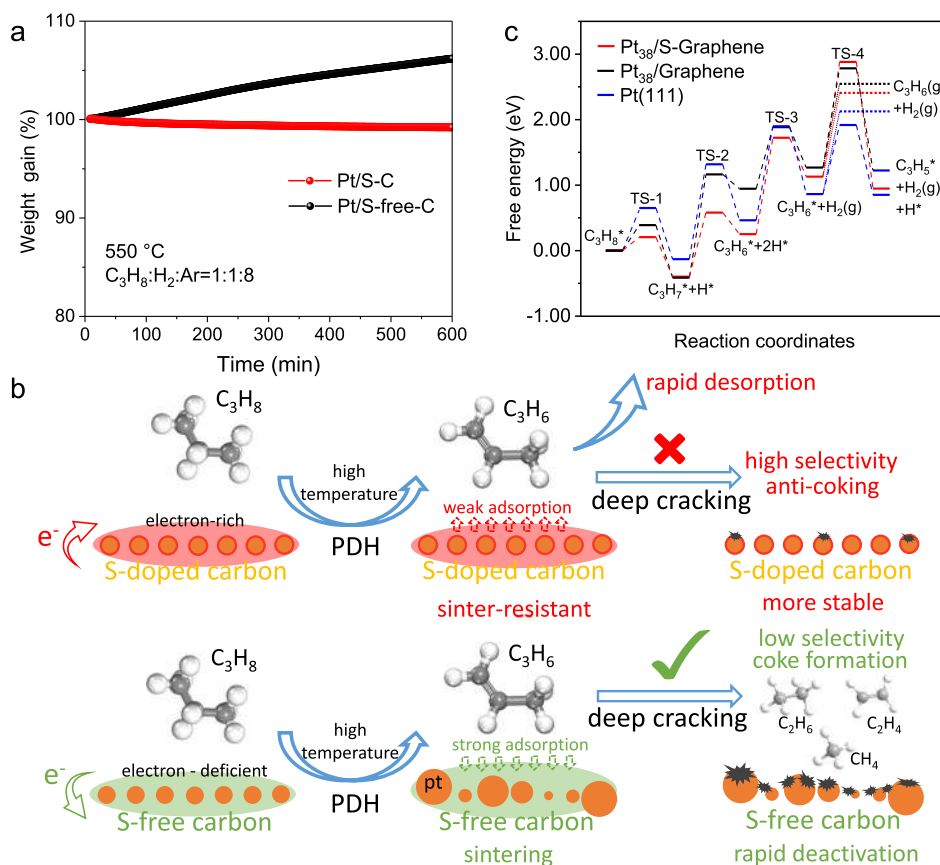 a
110
100
90
80
Weight gain (%)
0
100
200
300
400
500
600
Time (min)
Pt/S-C
Pt/S-free-C
550 °C
C₃H₈:H₂:Ar=1:1:8
c
3.00
2.00
1.00
0.00
-1.00
Free energy (eV)
Reaction coordinates
Pt₃₈/S-Graphene
Pt₃₈/Graphene
Pt(111)
TS-1
TS-2
TS-3
TS-4
C₃H₈*
C₃H₇*+H*
C₃H₆*+2H*
C₃H₆*+H₂(g)
C₃H₆(g)
+H₂(g)
C₃H₅*
+H₂(g)
+H*
b
C₃H₈
high
temperature
PDH
C₃H₆
rapid desorption
deep cracking
high selectivity
anti-coking
e⁻
electron-rich
S-doped carbon
weak adsorption
S-doped carbon
sinter-resistant
S-doped carbon
more stable
C₃H₈
high
temperature
PDH
C₃H₆
deep cracking
low selectivity
coke formation
C₂H₆
C₂H₄
CH₄
e⁻
electron - deficient
S-free carbon
strong adsorption
pt
S-free carbon
sintering
S-free carbon
rapid deactivation